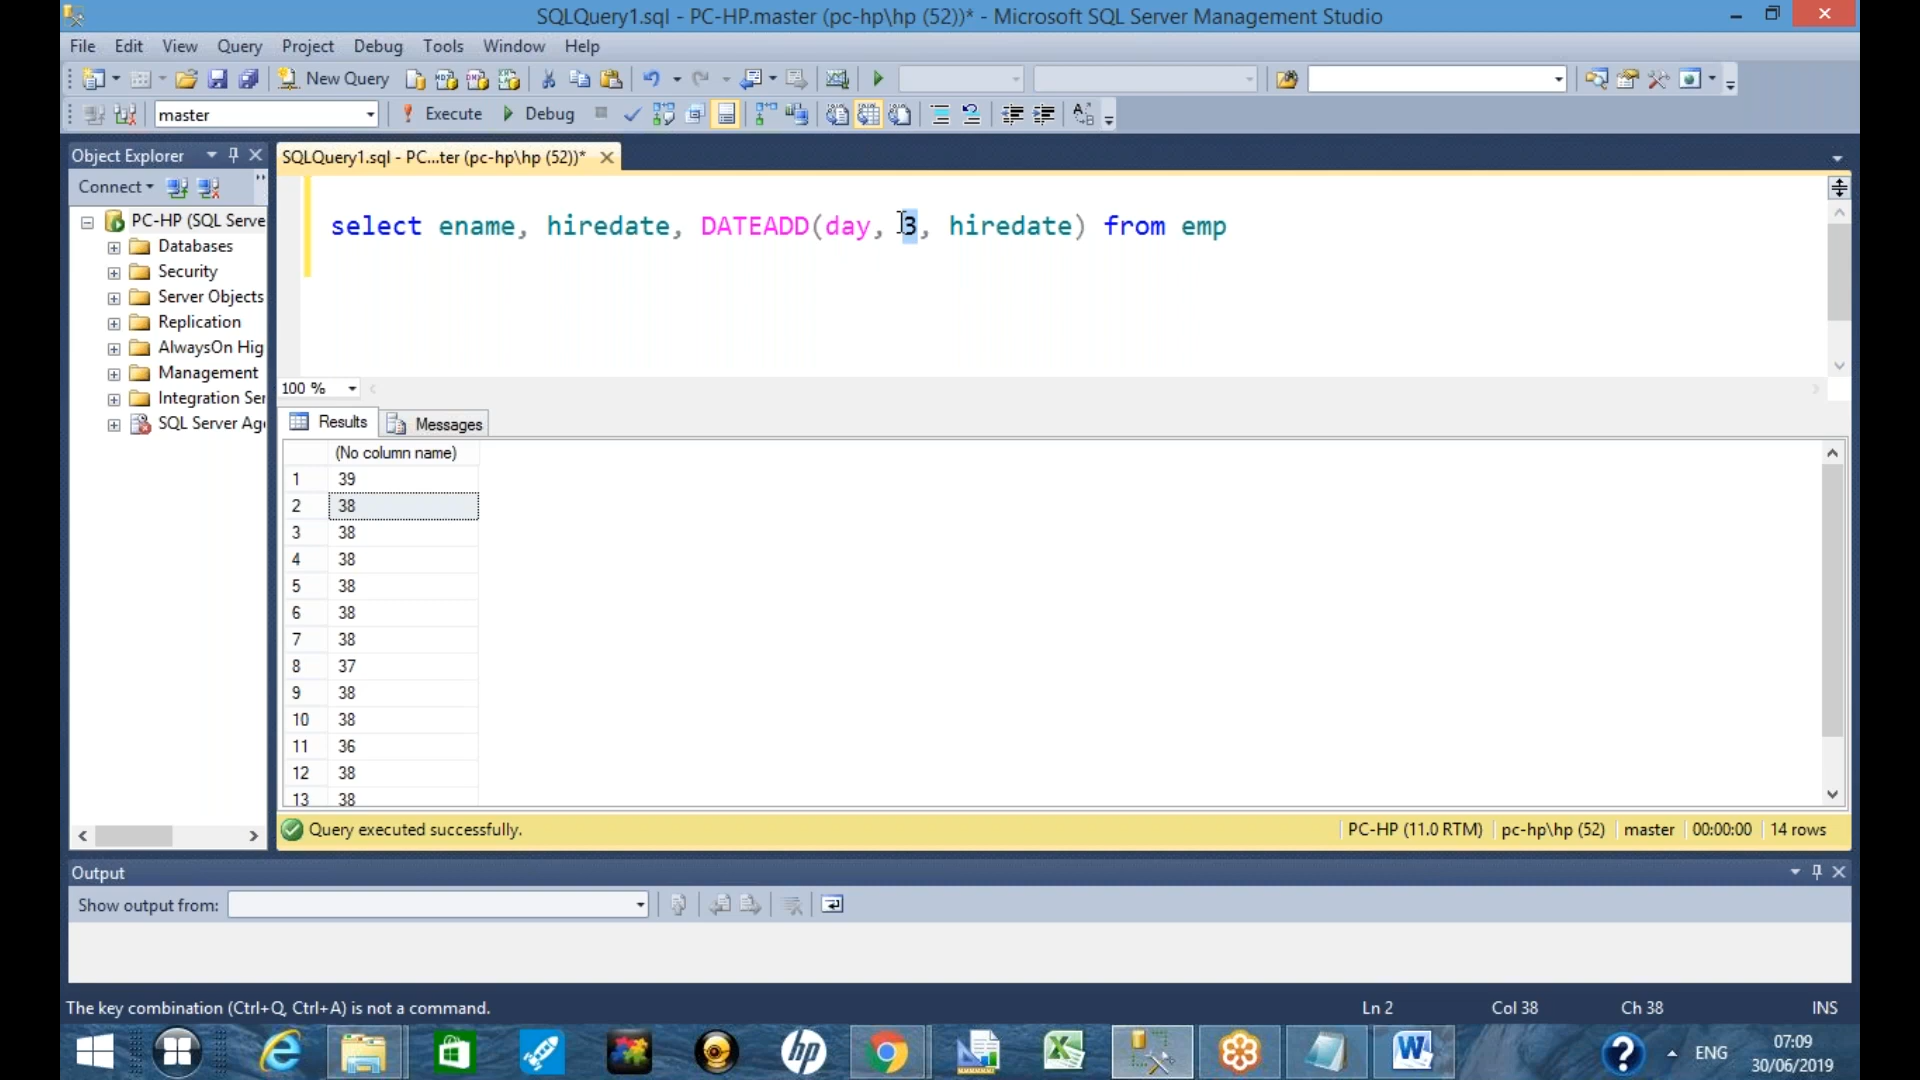 SQLQuery1.sql - PC-HP.master (pc-hp\hp (52))* - Microsoft SQL Server Management Studio
File Edit View Query Project Debug Tools Window Help
New Query
master Execute Debug
Object Explorer
SQLQuery1.sql - PC...ter (pc-hp\hp (52))*
Connect
PC-HP (SQL Serve
Databases
Security
Server Objects
Replication
AlwaysOn Hig
Management
Integration Ser
SQL Server Age
select ename, hiredate, DATEADD(day, 3, hiredate) from emp
100 %
Results Messages
(No column name)
1 39
2 38
3 38
4 38
5 38
6 38
7 38
8 37
9 38
10 38
11 36
12 38
13 38
Query executed successfully. PC-HP (11.0 RTM) pc-hp\hp (52) master 00:00:00 14 rows
Output
Show output from:
The key combination (Ctrl+Q, Ctrl+A) is not a command. Ln 2 Col 38 Ch 38 INS
ENG
07:09
30/06/2019